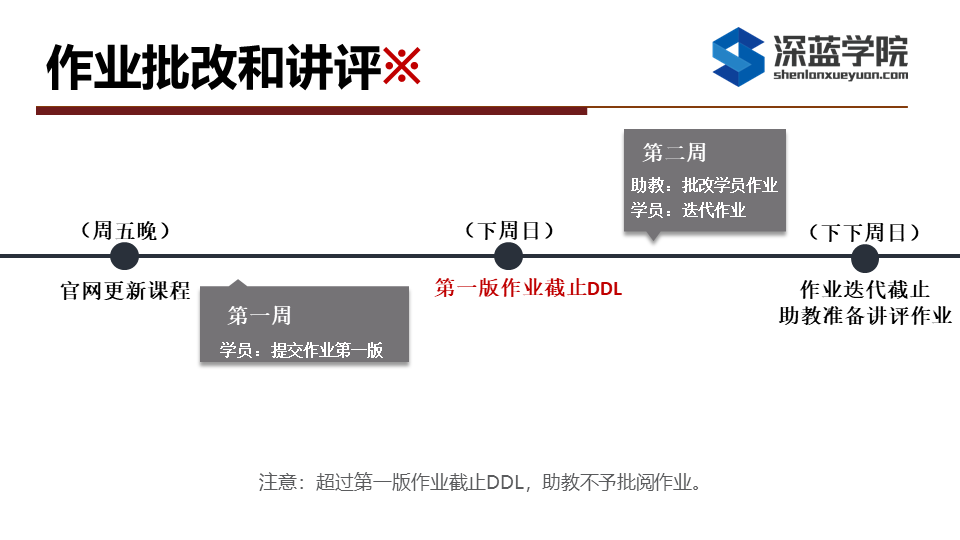 作业批改和讲评※
深蓝学院
shenlanxueyuan.com
第二周
助教：批改学员作业
学员：迭代作业
（周五晚）
（下周日）
（下下周日）
官网更新课程
第一版作业截止DDL
作业迭代截止
助教准备讲评作业
第一周
学员：提交作业第一版
注意：超过第一版作业截止DDL，助教不予批阅作业。